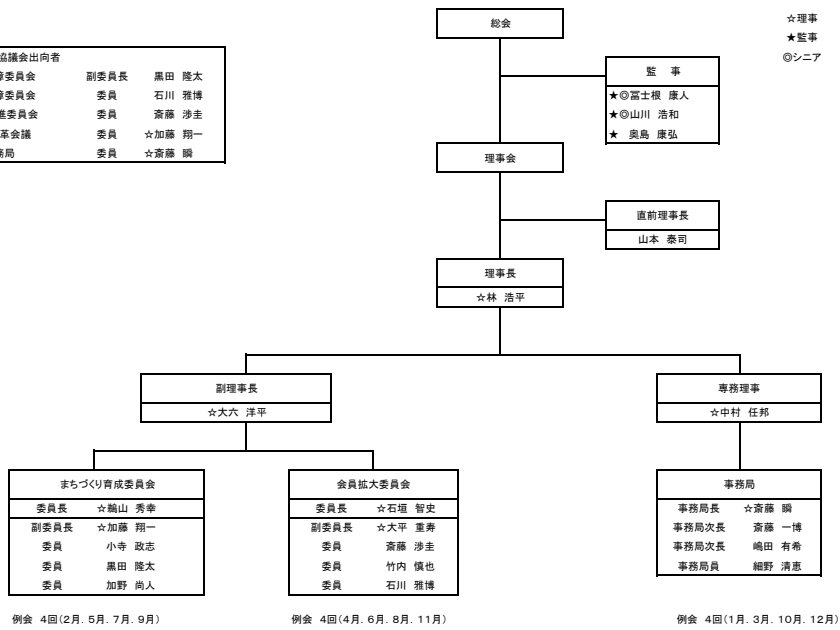 総会
☆理事
★監事
◎シニア
協議会出向者
委員会 副委員長 黒田 隆太
委員会 委員 石川 雅博
進委員会 委員 斎藤 渉圭
革会議 委員 ☆加藤 翔一
局 委員 ☆斎藤 瞬
監 事
★◎冨士根 康人
★◎山川 浩和
★ 奥島 康弘
理事会
直前理事長
山本 泰司
理事長
☆林 浩平
副理事長
☆大六 洋平
専務理事
☆中村 任邦
まちづくり育成委員会
委員長 ☆鵜山 秀幸
副委員長 ☆加藤 翔一
委員 小寺 政志
委員 黒田 隆太
委員 加野 尚人
例会 4回(2月. 5月. 7月. 9月)
会員拡大委員会
委員長 ☆石垣 智史
副委員長 ☆大平 重寿
委員 斎藤 渉圭
委員 竹内 慎也
委員 石川 雅博
例会 4回(4月. 6月. 8月. 11月)
事務局
事務局長 ☆斎藤 瞬
事務局次長 斎藤 一博
事務局次長 嶋田 有希
事務局員 細野 清恵
例会 4回(1月. 3月. 10月. 12月)